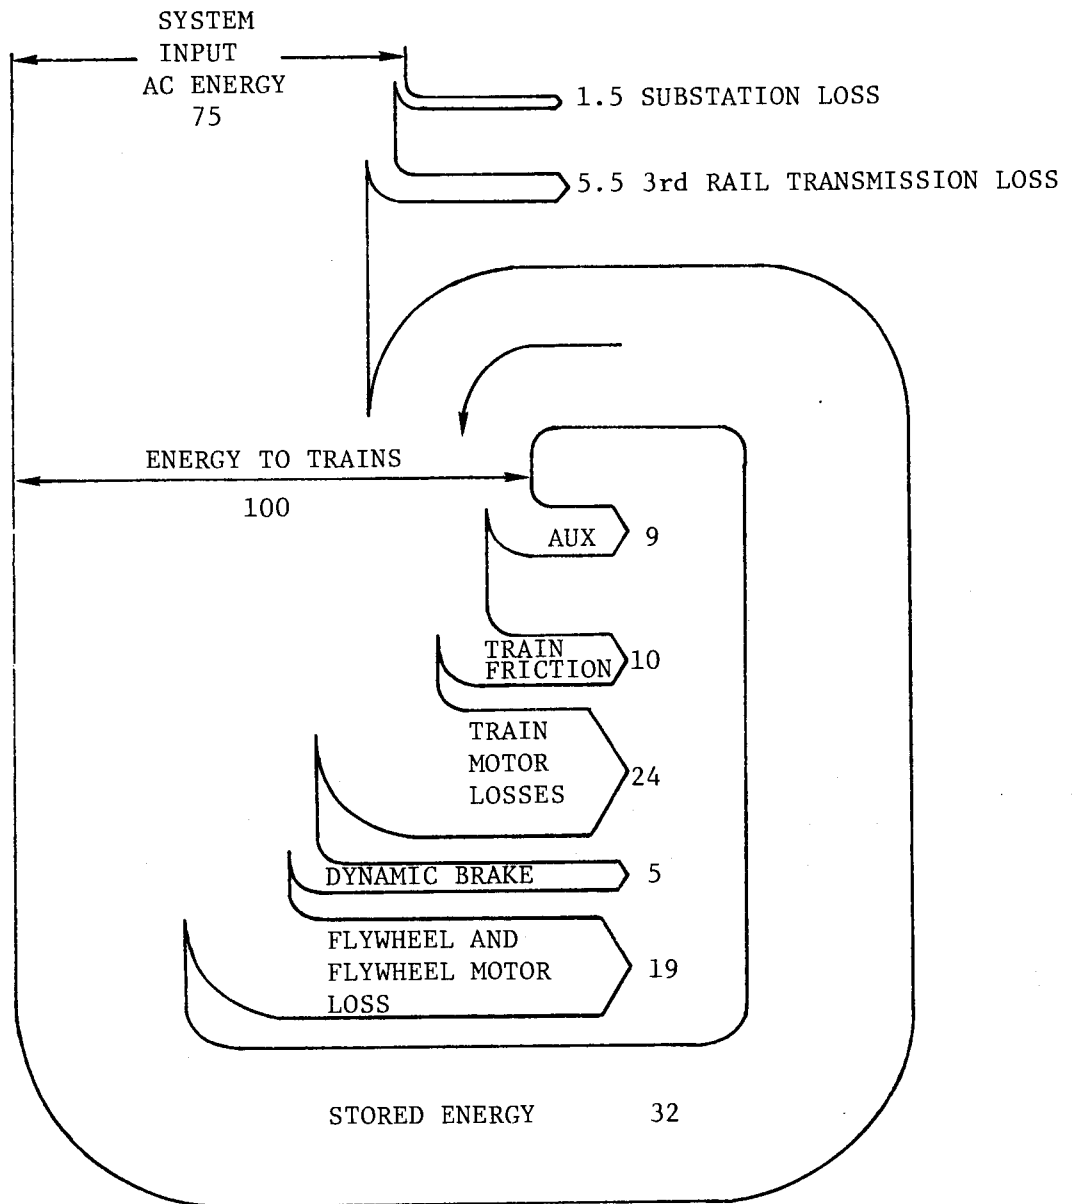 SYSTEM
INPUT
AC ENERGY
75
1.5 SUBSTATION LOSS
5.5 3rd RAIL TRANSMISSION LOSS
ENERGY TO TRAINS
100
AUX 9
TRAIN
FRICTION 10
TRAIN
MOTOR
LOSSES 24
DYNAMIC BRAKE 5
FLYWHEEL AND
FLYWHEEL MOTOR 19
LOSS
STORED ENERGY 32